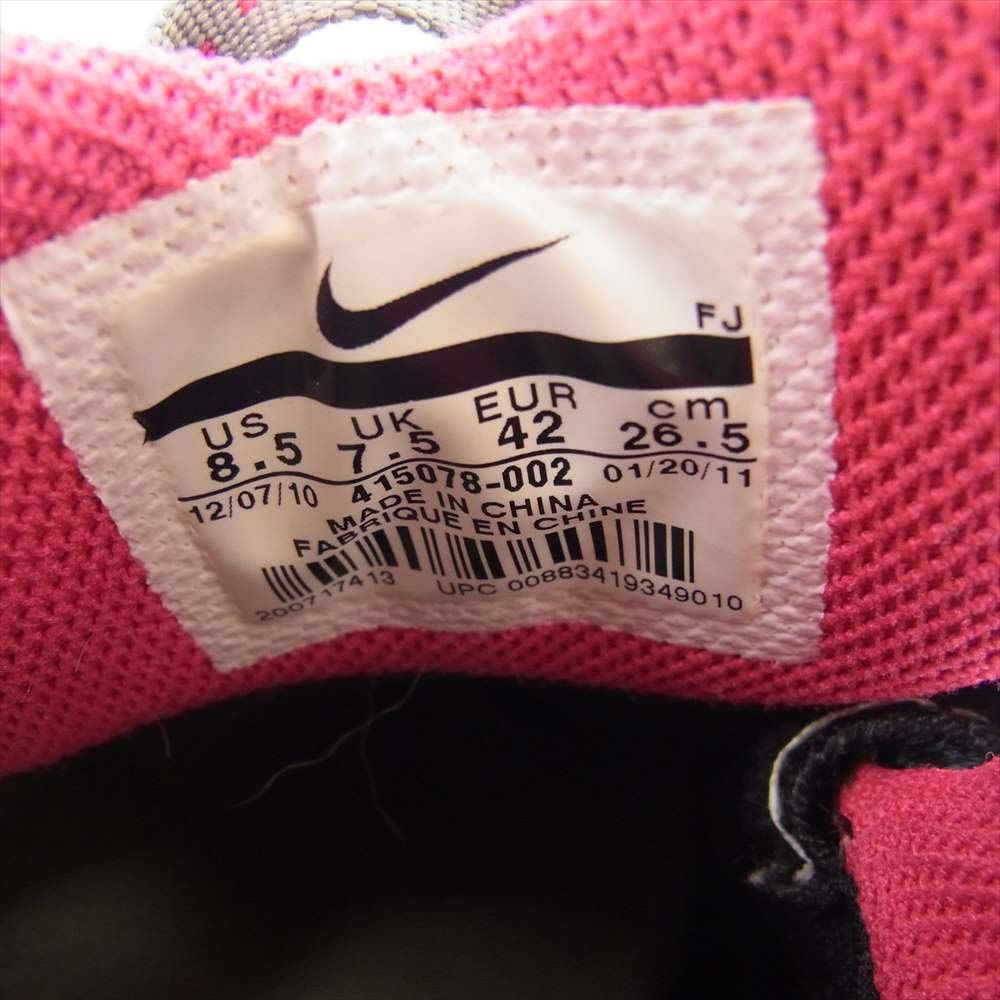 FJ
US UK EUR cm
8.5 7.5 42 26.5
12/07/10 415078-002 01/20/11
MADE IN CHINA
FABRIQUE EN CHINE
200717413 UPC 00883419349010